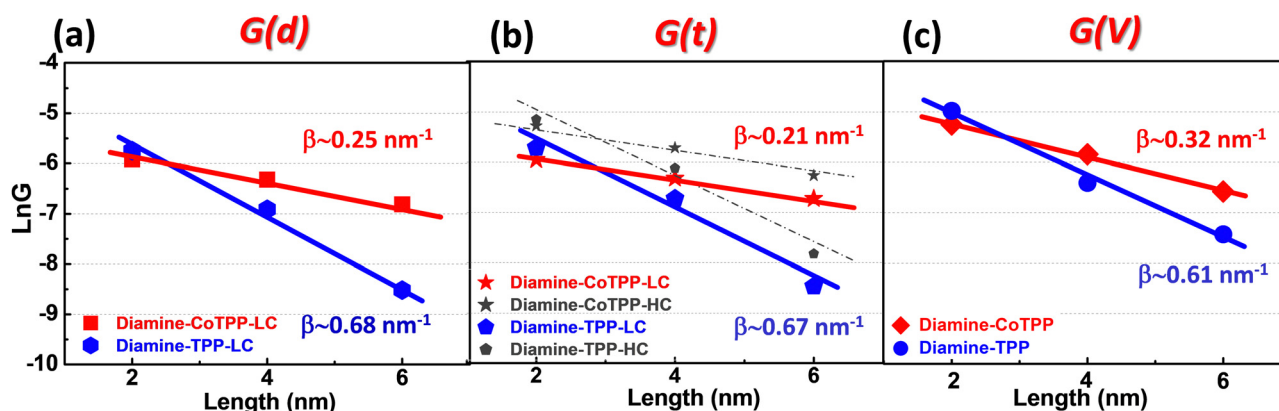 (a) G(d)
(b) G(t)
(c) G(V)
LnG
-4
-5
-6
-7
-8
-9
-10
β~0.25 nm⁻¹
Diamine-CoTPP-LC
Diamine-TPP-LC
β~0.68 nm⁻¹
2 4 6
Length (nm)
β~0.21 nm⁻¹
Diamine-CoTPP-LC
Diamine-CoTPP-HC
Diamine-TPP-LC
Diamine-TPP-HC
β~0.67 nm⁻¹
2 4 6
Length (nm)
β~0.32 nm⁻¹
β~0.61 nm⁻¹
Diamine-CoTPP
Diamine-TPP
2 4 6
Length (nm)